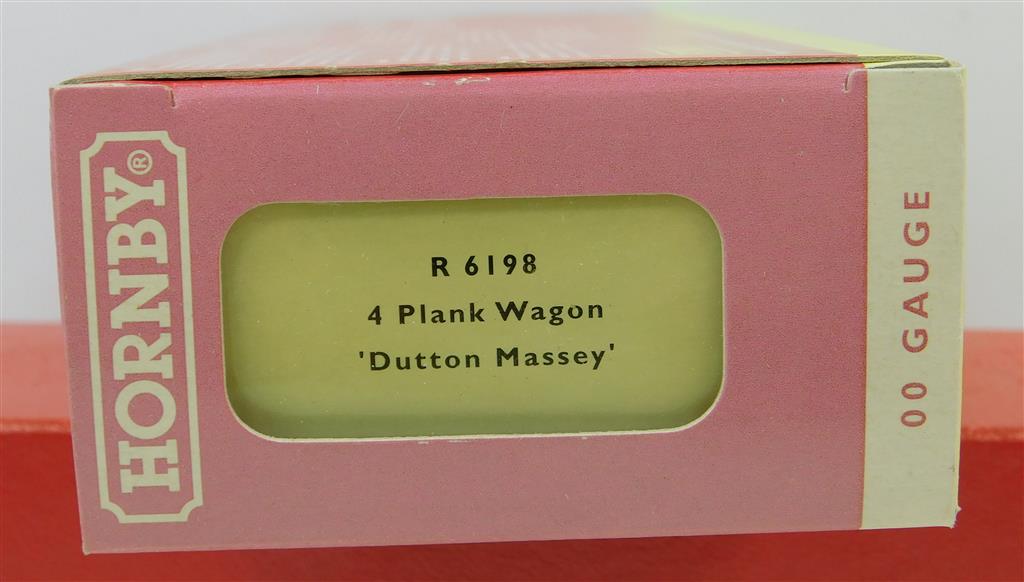 HORNBY®
R 6198
4 Plank Wagon
'Dutton Massey'
00 GAUGE